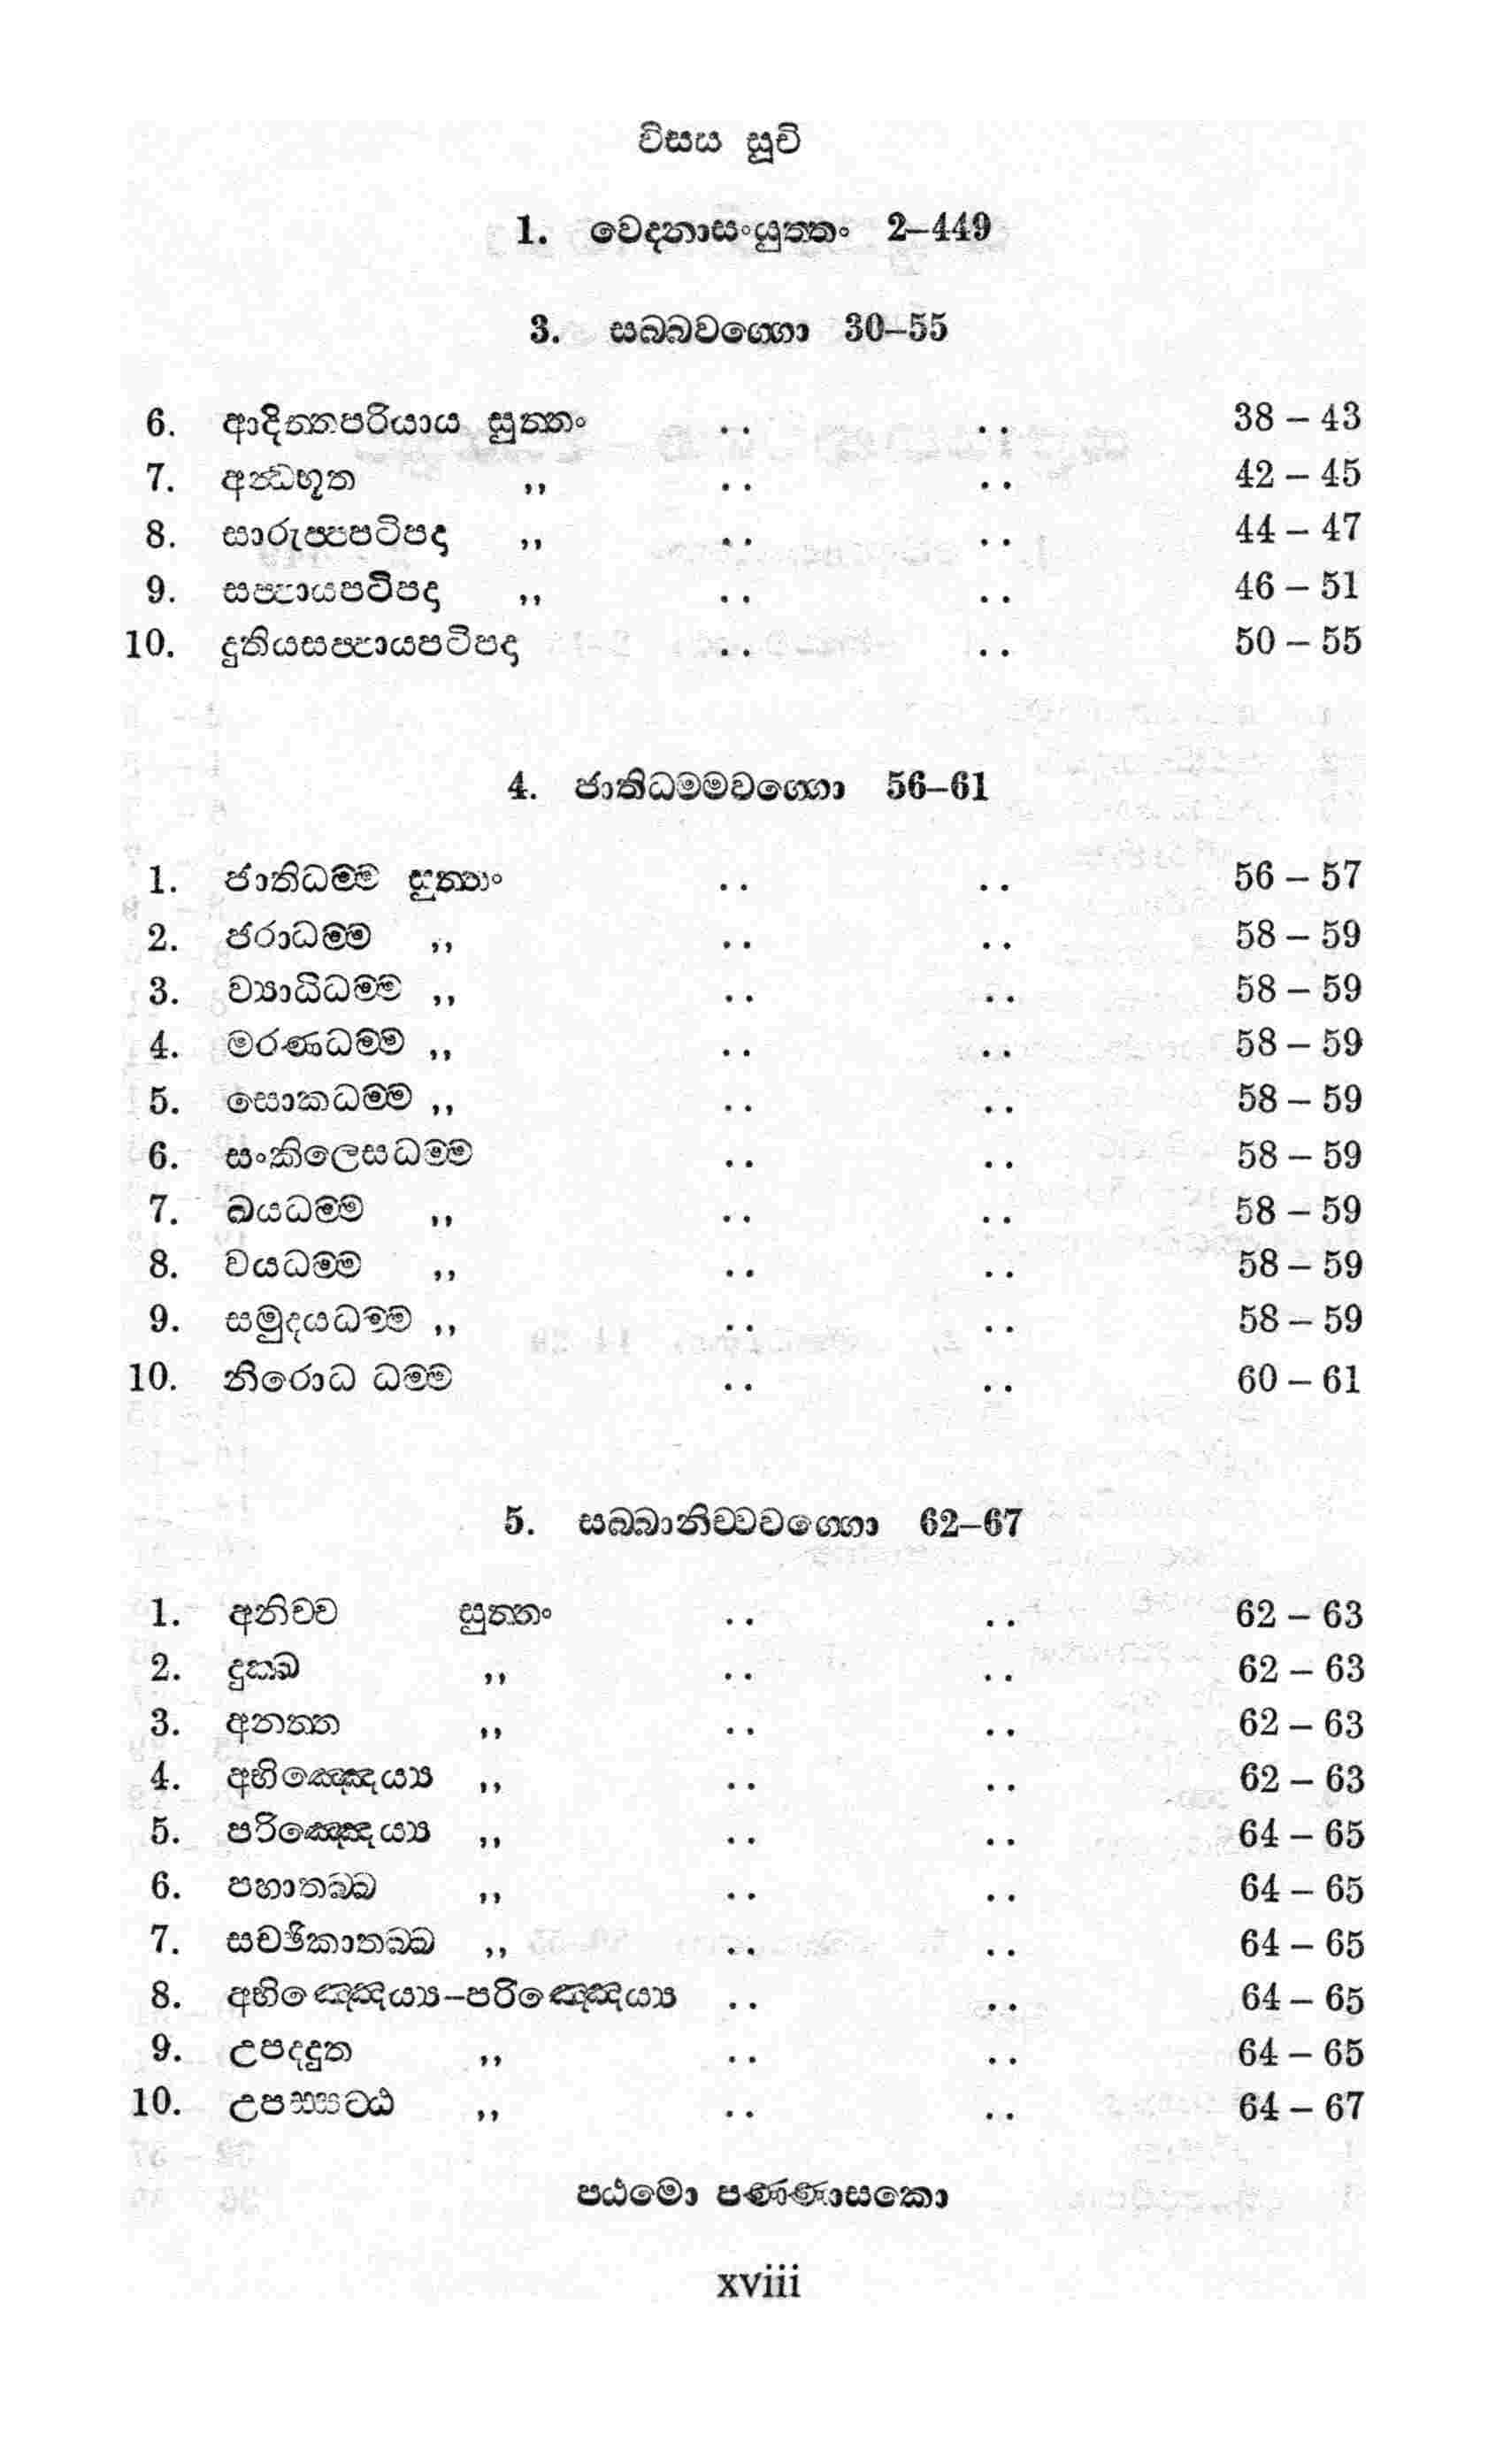 විසය සූචි
1. වෙදනාසංයුත්තං 2–449
3. සබ්බවග්ගො 30–55
6. ආදිත්තපරියාය සුත්තං .. .. 38 – 43
7. අන්ධභූත ,, .. .. 42 – 45
8. සාරුප්පපටිපදා ,, .. .. 44 – 47
9. සප්පායපටිපදා ,, .. .. 46 – 51
10. දුතියසප්පායපටිපදා .. .. 50 – 55
4. ජාතිධම්මවග්ගො 56–61
1. ජාතිධම්ම සුත්තං .. .. 56 – 57
2. ජරාධම්ම ,, .. .. 58 – 59
3. ව්‍යාධිධම්ම ,, .. .. 58 – 59
4. මරණධම්ම ,, .. .. 58 – 59
5. සොකධම්ම ,, .. .. 58 – 59
6. සංකිලෙසධම්ම .. .. 58 – 59
7. ඛයධම්ම ,, .. .. 58 – 59
8. වයධම්ම ,, .. .. 58 – 59
9. සමුදයධම්ම ,, .. .. 58 – 59
10. නිරොධ ධම්ම .. .. 60 – 61
5. සබ්බානිච්චවග්ගො 62–67
1. අනිච්ච සුත්තං .. .. 62 – 63
2. දුක්ඛ ,, .. .. 62 – 63
3. අනත්ත ,, .. .. 62 – 63
4. අභිඤ්ඤෙය්‍ය ,, .. .. 62 – 63
5. පරිඤ්ඤෙය්‍ය ,, .. .. 64 – 65
6. පහාතබ්බ ,, .. .. 64 – 65
7. සච්ඡිකාතබ්බ ,, .. .. 64 – 65
8. අභිඤ්ඤෙය්‍ය–පරිඤ්ඤෙය්‍ය .. .. 64 – 65
9. උපද්දුත ,, .. .. 64 – 65
10. උපස්සට්ඨ ,, .. .. 64 – 67
පඨමො පණ්ණාසකො
xviii